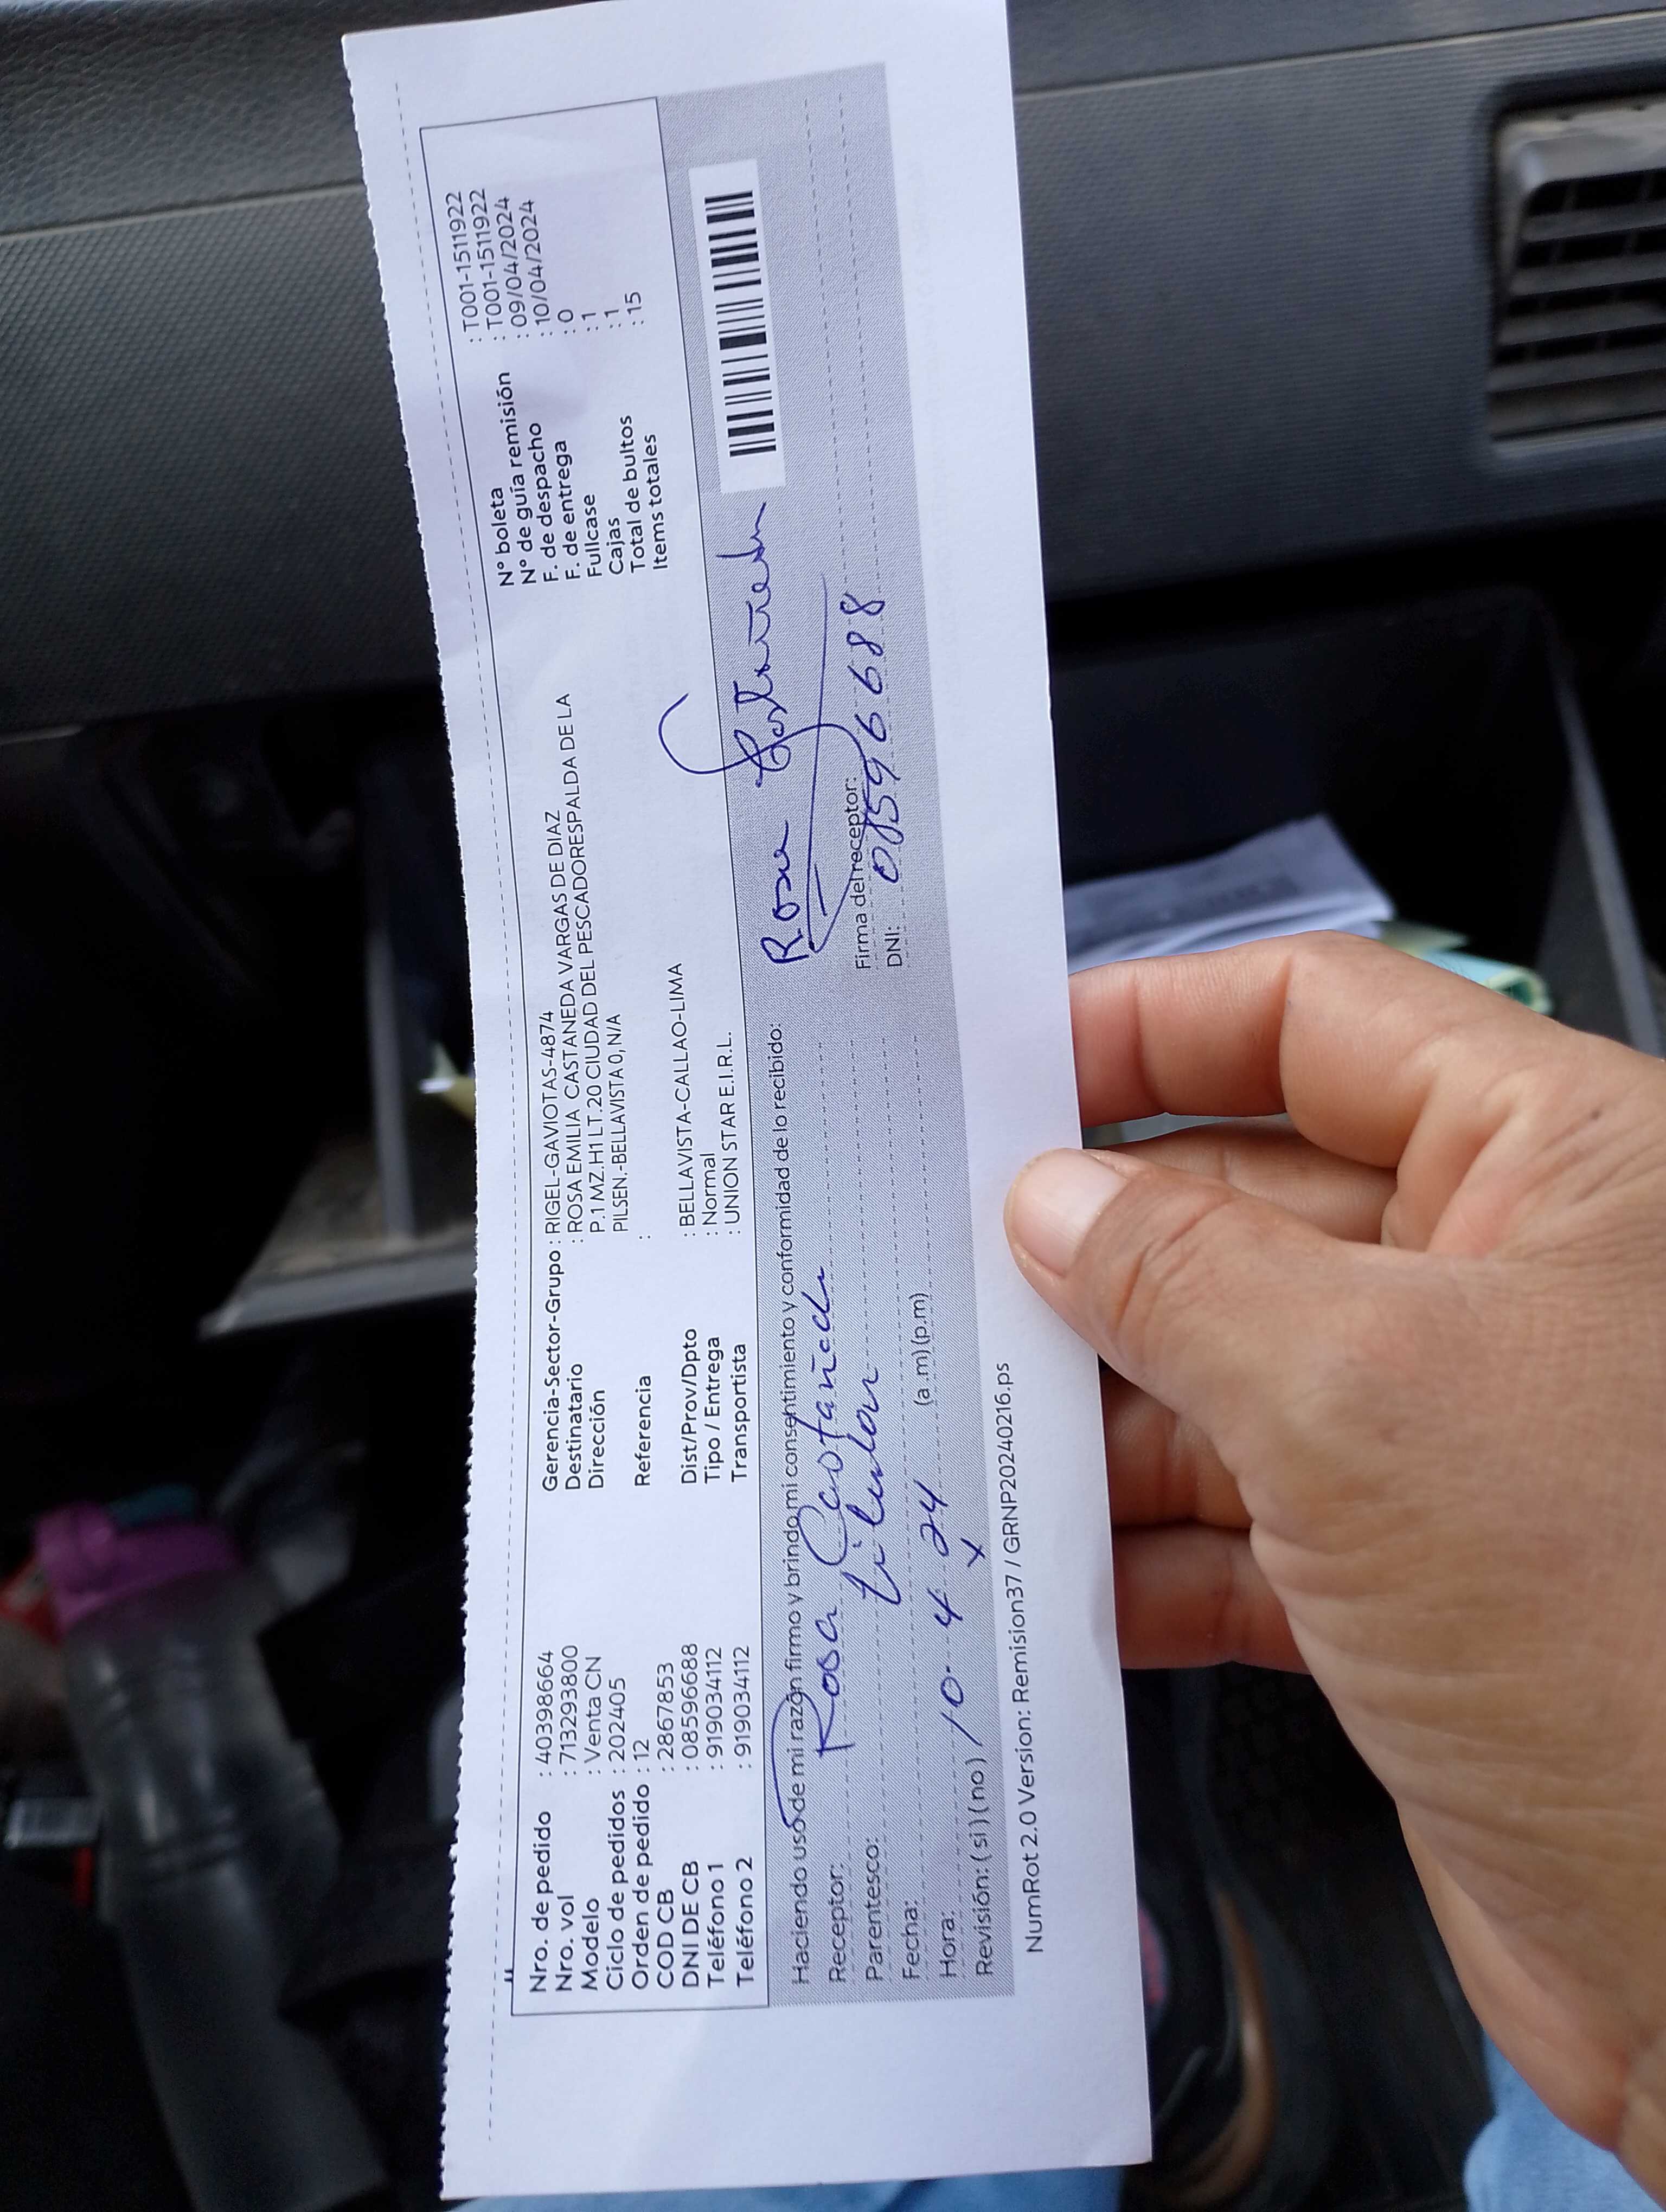 Nro. de pedido : 40398664
Nro. vol : 713293800
Modelo : Venta CN
Ciclo de pedidos : 202405
Orden de pedido : 12
COD CB : 2867853
DNI DE CB : 08596688
Teléfono 1 : 919034112
Teléfono 2 : 919034112
Gerencia-Sector-Grupo : RIGEL-GAVIOTAS-4874
Destinatario : ROSA EMILIA CASTANEDA VARGAS DE DIAZ
Dirección P.1 MZ.H1 LT.20 CIUDAD DEL PESCADORESPALDA DE LA
PILSEN.-BELLAVISTA 0, N/A
Referencia :
Dist/Prov/Dpto : BELLAVISTA-CALLAO-LIMA
Tipo / Entrega : Normal
Transportista : UNION STAR E.I.R.L.
N° boleta : T001-1511922
N° de guía remisión : T001-1511922
F. de despacho : 09/04/2024
F. de entrega : 10/04/2024
Fullcase : 0
Cajas : 1
Total de bultos : 1
Items totales : 15
Haciendo uso de mi razón firmo y brindo mi consentimiento y conformidad de lo recibido:
Receptor: Rosa
Parentesco: titular
Fecha: 10. 4 24
Hora: (a.m) (p.m)
Revisión: ( si ) ( no )
Rosa
Firma del receptor:
DNI: 08596688
NumRot 2.0 Version: Remision37 / GRNP20240216.ps